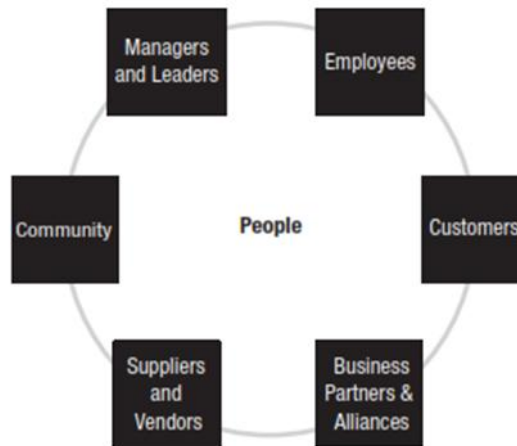 Managers
and Leaders
Employees
Community
People
Customers
Suppliers
and
Vendors
Business
Partners &
Alliances